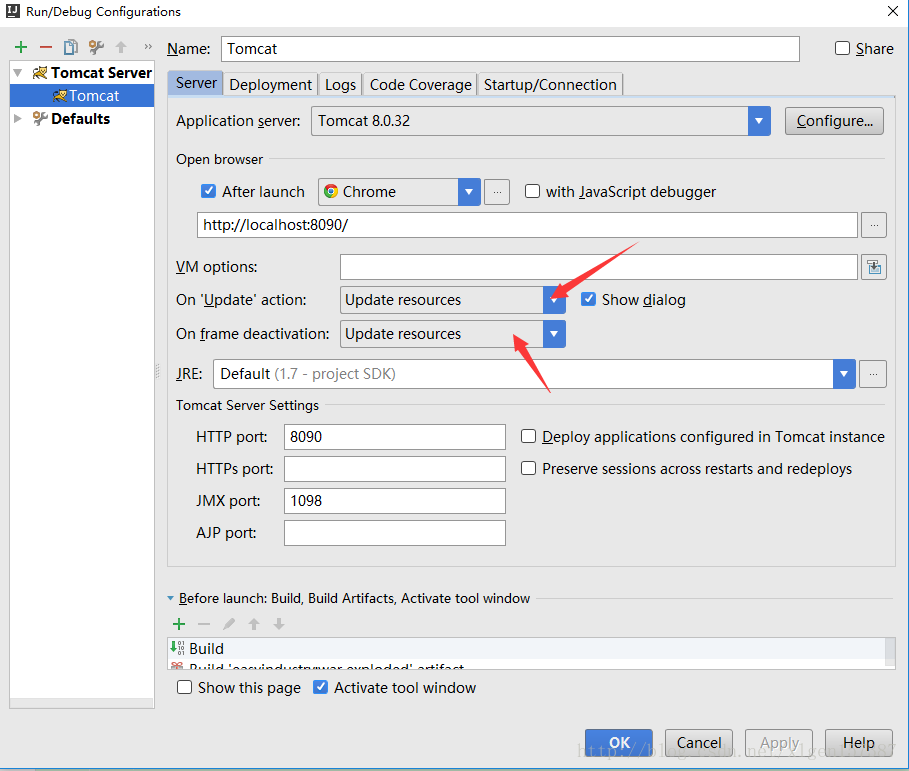 Run/Debug Configurations
Name: Tomcat Share
Tomcat Server
Tomcat
Defaults
Server Deployment Logs Code Coverage Startup/Connection
Application server: Tomcat 8.0.32 Configure...
Open browser
After launch Chrome ... with JavaScript debugger
http://localhost:8090/ ...
VM options:
On 'Update' action: Update resources Show dialog
On frame deactivation: Update resources
JRE: Default (1.7 - project SDK) ...
Tomcat Server Settings
HTTP port: 8090 Deploy applications configured in Tomcat instance
HTTPs port: Preserve sessions across restarts and redeploys
JMX port: 1098
AJP port:
Before launch: Build, Build Artifacts, Activate tool window
Build
Build 'easyindustry:war exploded' artifact
Show this page Activate tool window
OK Cancel Apply Help